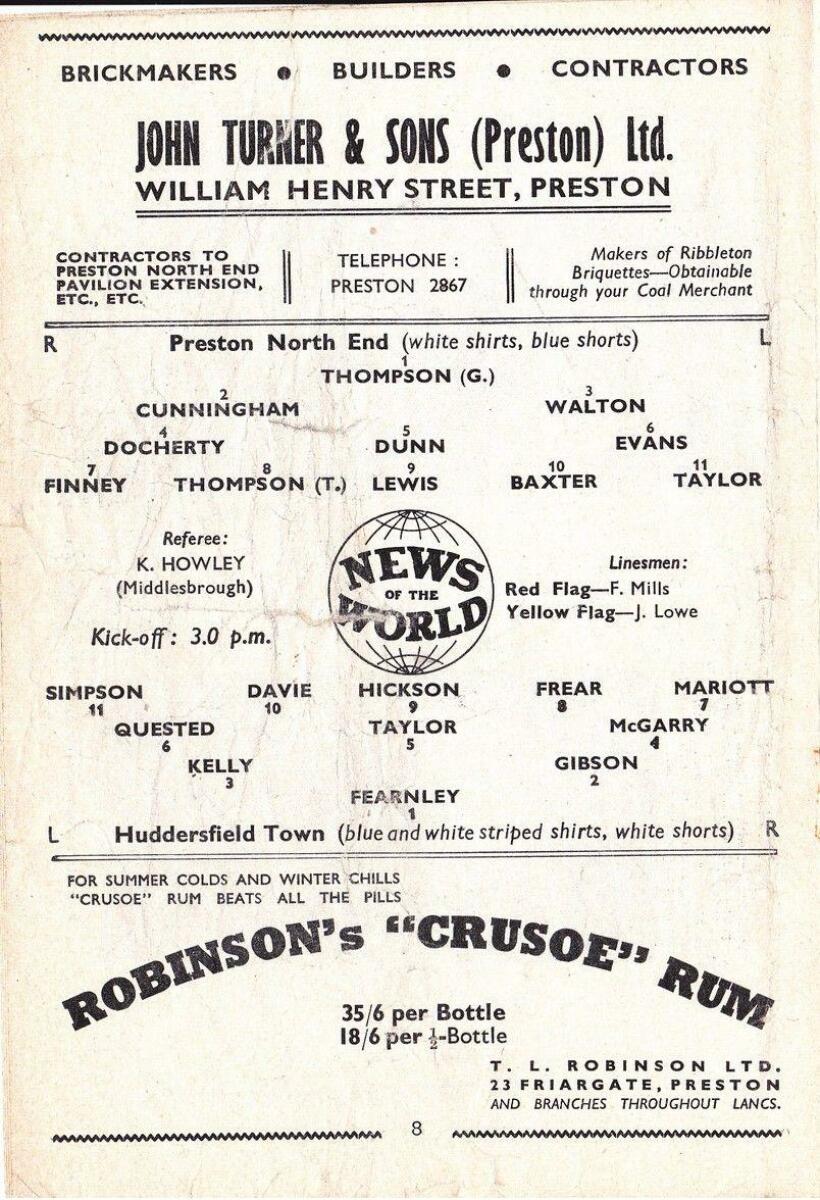 BRICKMAKERS • BUILDERS • CONTRACTORS
JOHN TURNER & SONS (Preston) Ltd.
WILLIAM HENRY STREET, PRESTON
CONTRACTORS TO
PRESTON NORTH END
PAVILION EXTENSION,
ETC., ETC.
TELEPHONE :
PRESTON 2867
Makers of Ribbleton
Briquettes—Obtainable
through your Coal Merchant
R Preston North End (white shirts, blue shorts) L
1
THOMPSON (G.)
2 3
CUNNINGHAM WALTON
4 5 6
DOCHERTY DUNN EVANS
7 8 9 10 11
FINNEY THOMPSON (T.) LEWIS BAXTER TAYLOR
Referee:
K. HOWLEY
(Middlesbrough)
Kick-off: 3.0 p.m.
NEWS
OF THE
WORLD
Linesmen:
Red Flag—F. Mills
Yellow Flag—J. Lowe
SIMPSON DAVIE HICKSON FREAR MARIOTT
11 10 9 8 7
QUESTED TAYLOR McGARRY
6 5 4
KELLY GIBSON
3 2
FEARNLEY
1
L Huddersfield Town (blue and white striped shirts, white shorts) R
FOR SUMMER COLDS AND WINTER CHILLS
"CRUSOE" RUM BEATS ALL THE PILLS
ROBINSON's "CRUSOE" RUM
35/6 per Bottle
18/6 per ½-Bottle
T. L. ROBINSON LTD.
23 FRIARGATE, PRESTON
AND BRANCHES THROUGHOUT LANCS.
8